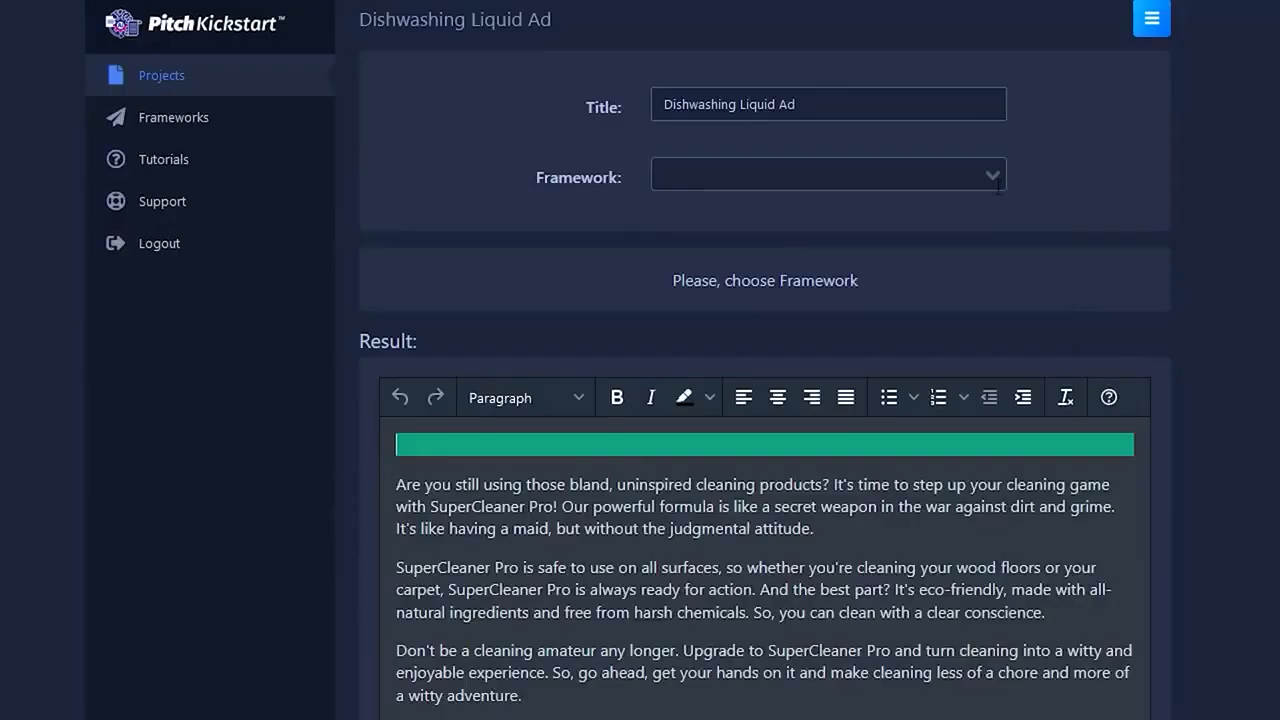 PitchKickstart™
Dishwashing Liquid Ad
Projects
Frameworks
Tutorials
Support
Logout
Title:
Dishwashing Liquid Ad
Framework:
Please, choose Framework
Result:
Paragraph
B
I
Are you still using those bland, uninspired cleaning products? It's time to step up your cleaning game
with SuperCleaner Pro! Our powerful formula is like a secret weapon in the war against dirt and grime.
It's like having a maid, but without the judgmental attitude.
SuperCleaner Pro is safe to use on all surfaces, so whether you're cleaning your wood floors or your
carpet, SuperCleaner Pro is always ready for action. And the best part? It's eco-friendly, made with all-
natural ingredients and free from harsh chemicals. So, you can clean with a clear conscience.
Don't be a cleaning amateur any longer. Upgrade to SuperCleaner Pro and turn cleaning into a witty and
enjoyable experience. So, go ahead, get your hands on it and make cleaning less of a chore and more of
a witty adventure.